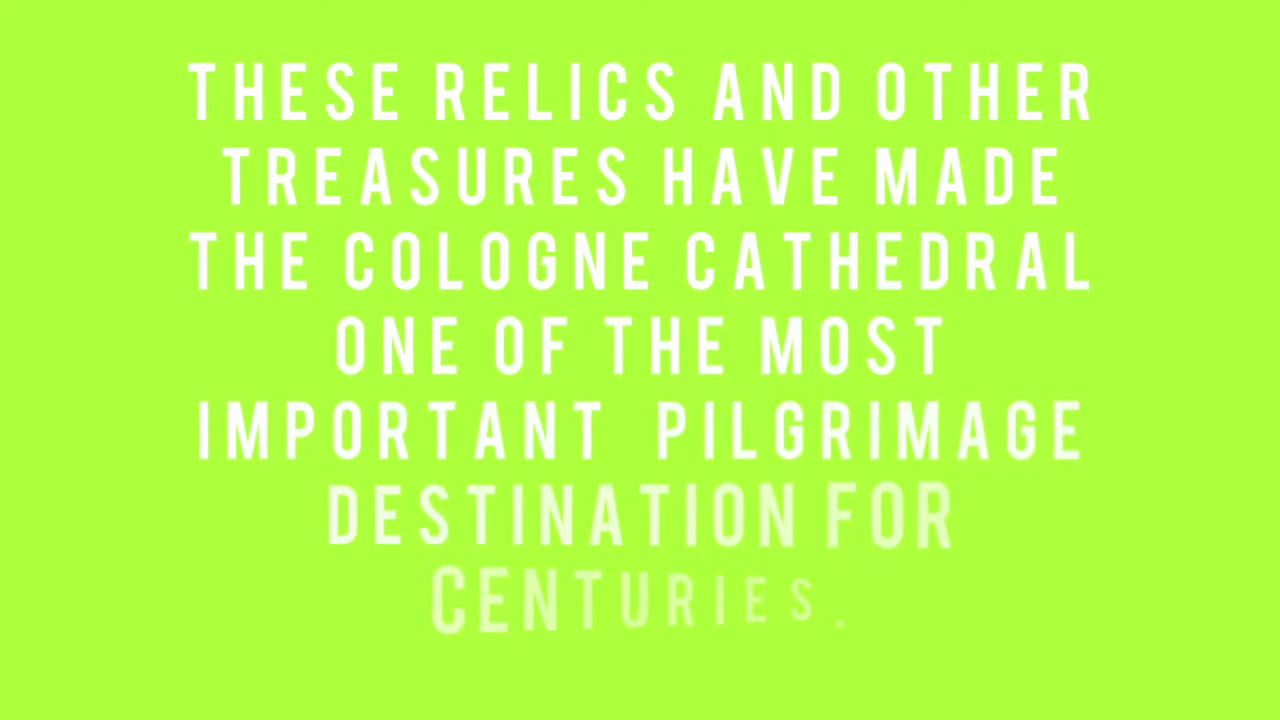 THESE RELICS AND OTHER
TREASURES HAVE MADE
THE COLOGNE CATHEDRAL
ONE OF THE MOST
IMPORTANT PILGRIMAGE
DESTINATION FOR
CENTURIES.